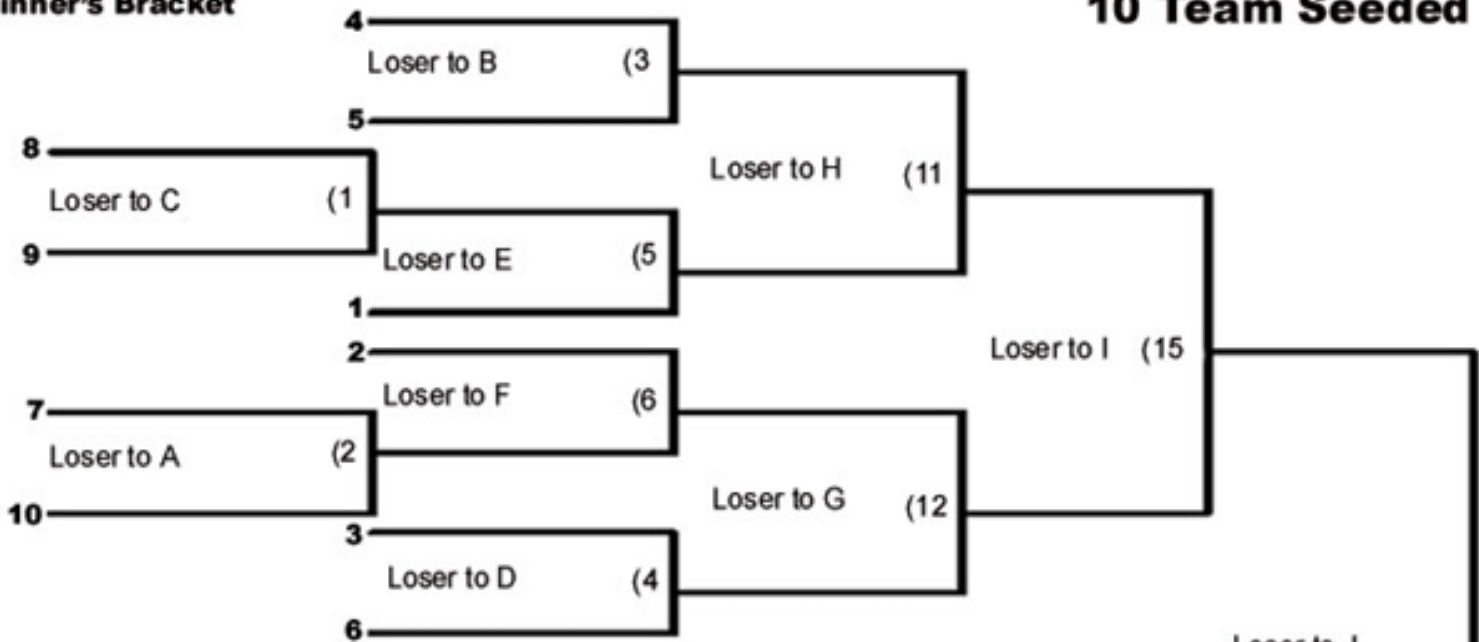 inner's Bracket
10 Team Seeded
4
Loser to B (3
5
8
Loser to C (1
9
Loser to H (11
Loser to E (5
1
2
Loser to I (15
Loser to F (6
7
Loser to A (2
10
Loser to G (12
3
Loser to D (4
6